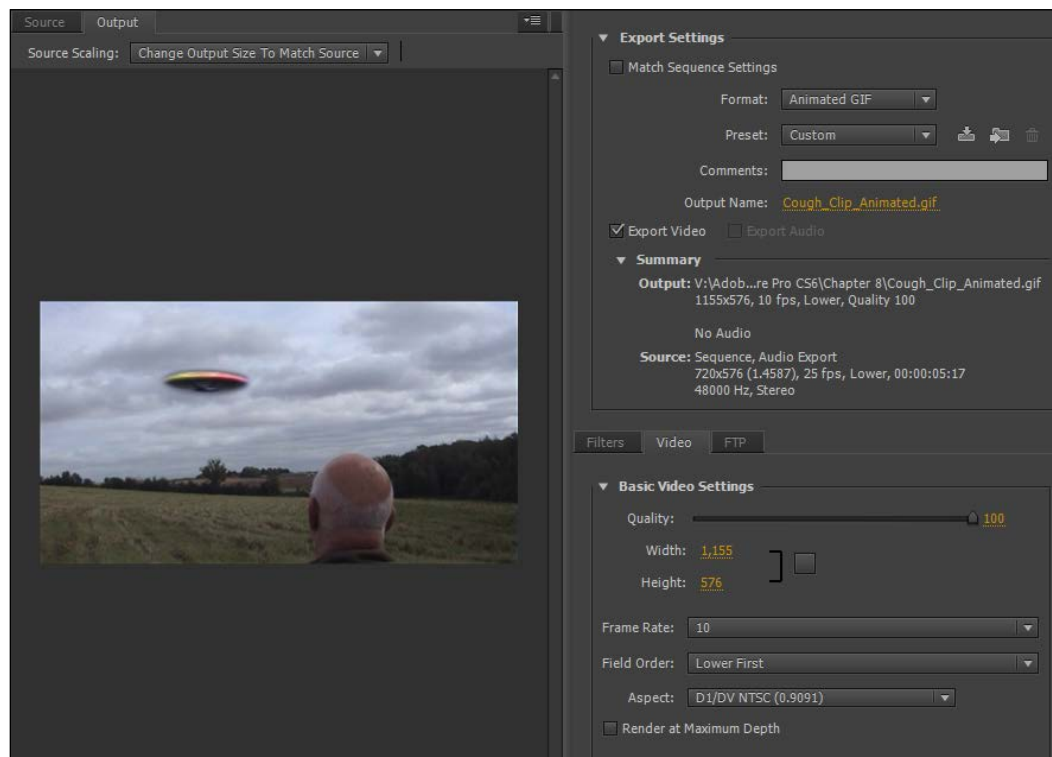 Source Output
Source Scaling: Change Output Size To Match Source
Export Settings
Match Sequence Settings
Format: Animated GIF
Preset: Custom
Comments:
Output Name: Cough_Clip_Animated.gif
Export Video Export Audio
Summary
Output: V:\Adob...re Pro CS6\Chapter 8\Cough_Clip_Animated.gif
1155x576, 10 fps, Lower, Quality 100
No Audio
Source: Sequence, Audio Export
720x576 (1.4587), 25 fps, Lower, 00:00:05:17
48000 Hz, Stereo
Filters Video FTP
Basic Video Settings
Quality: 100
Width: 1,155
Height: 576
Frame Rate: 10
Field Order: Lower First
Aspect: D1/DV NTSC (0.9091)
Render at Maximum Depth